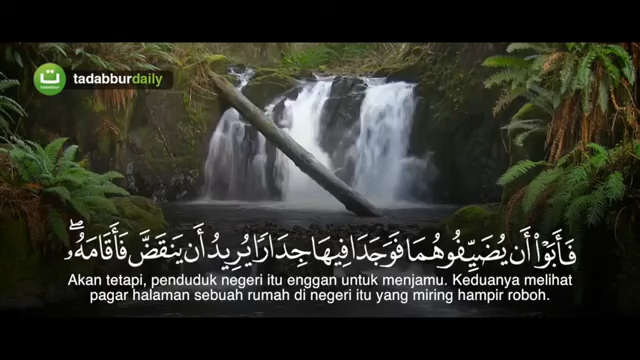 tadabburdaily
فَأَبَوْا۟ أَن يُضَيِّفُوهُمَا فَوَجَدَا فِيهَا جِدَارًا يُرِيدُ أَن يَنقَضَّ فَأَقَامَهُۥ ۖ
Akan tetapi, penduduk negeri itu enggan untuk menjamu. Keduanya melihat
pagar halaman sebuah rumah di negeri itu yang miring hampir roboh.